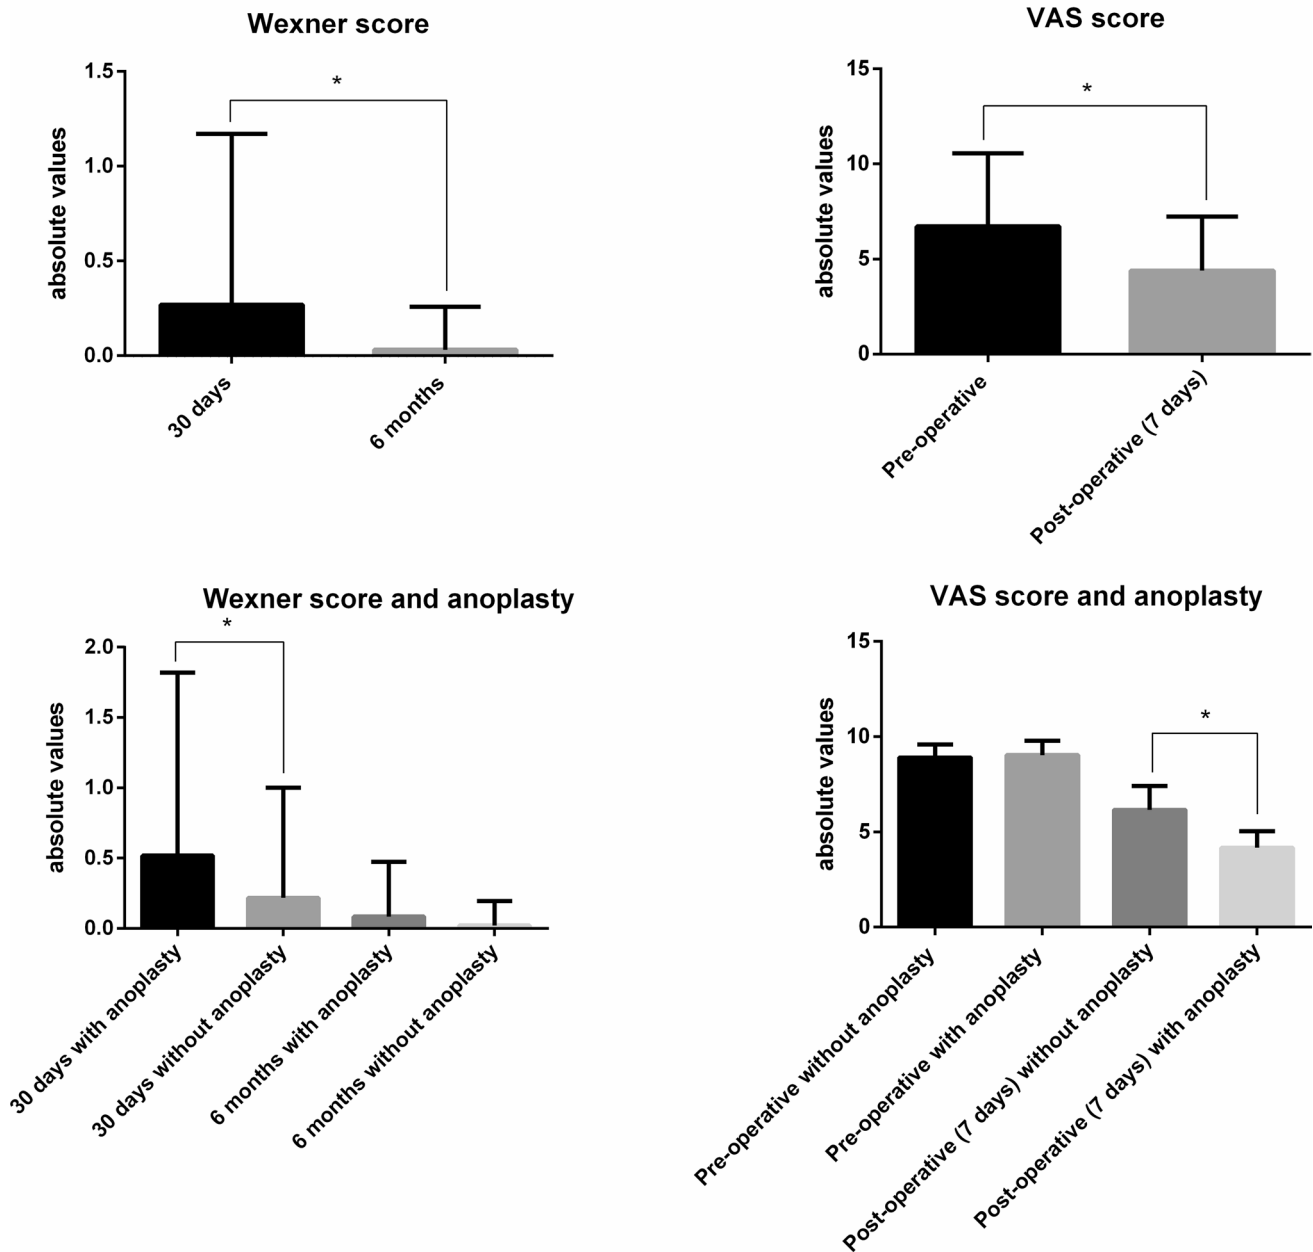 Wexner score
absolute values
1.5
1.0
0.5
0.0
*
30 days
6 months
VAS score
absolute values
15
10
5
0
*
Pre-operative
Post-operative (7 days)
Wexner score and anoplasty
absolute values
2.0
1.5
1.0
0.5
0.0
*
30 days with anoplasty
30 days without anoplasty
6 months with anoplasty
6 months without anoplasty
VAS score and anoplasty
absolute values
15
10
5
0
*
Pre-operative without anoplasty
Pre-operative with anoplasty
Post-operative (7 days) without anoplasty
Post-operative (7 days) with anoplasty